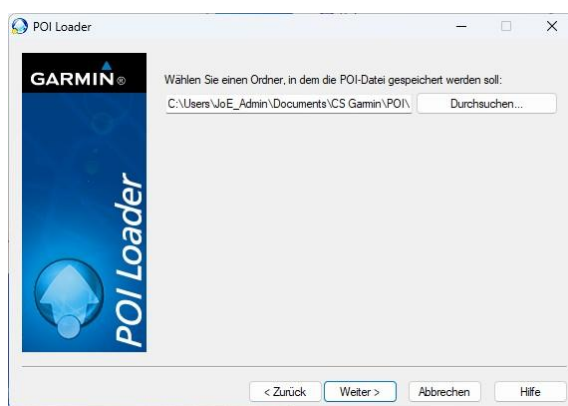 POI Loader
GARMIN®
POI Loader
Wählen Sie einen Ordner, in dem die POI-Datei gespeichert werden soll:
C:\Users\JoE_Admin\Documents\CS Garmin\POI\
Durchsuchen...
< Zurück
Weiter >
Abbrechen
Hilfe